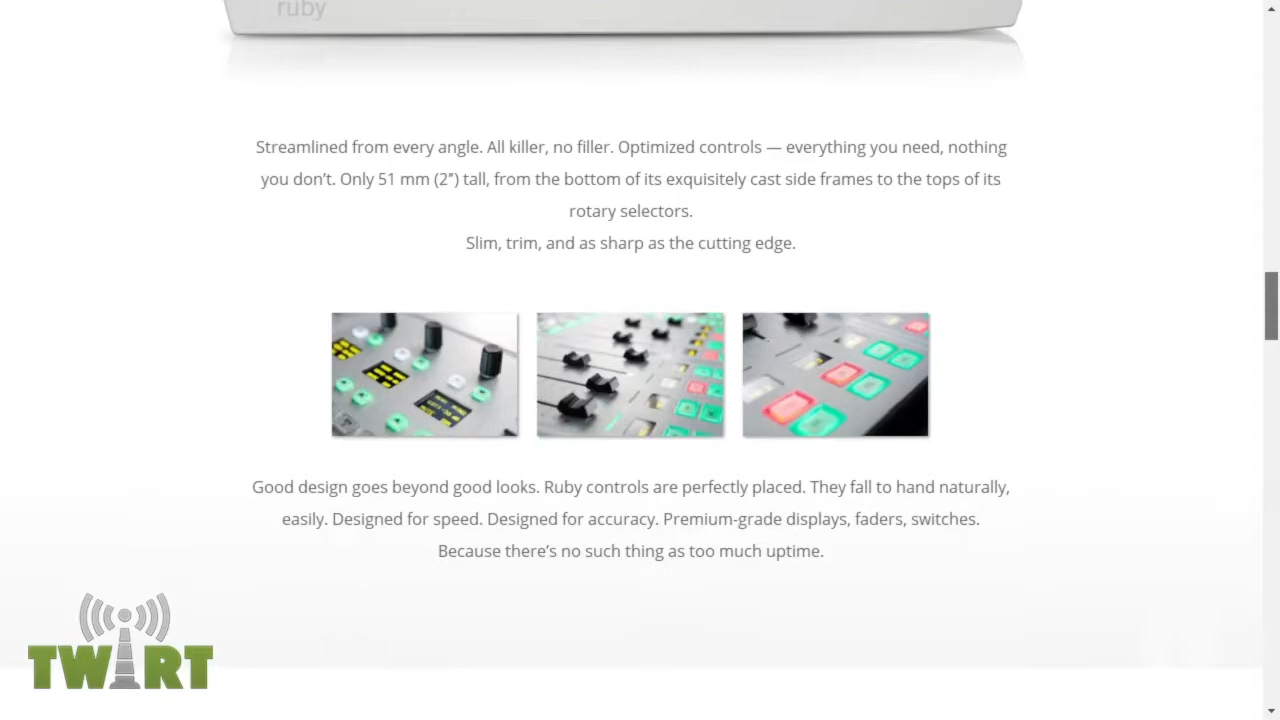 ruby
Streamlined from every angle. All killer, no filler. Optimized controls — everything you need, nothing
you don't. Only 51 mm (2″) tall, from the bottom of its exquisitely cast side frames to the tops of its
rotary selectors.
Slim, trim, and as sharp as the cutting edge.
Good design goes beyond good looks. Ruby controls are perfectly placed. They fall to hand naturally,
easily. Designed for speed. Designed for accuracy. Premium-grade displays, faders, switches.
Because there's no such thing as too much uptime.
TWiRT